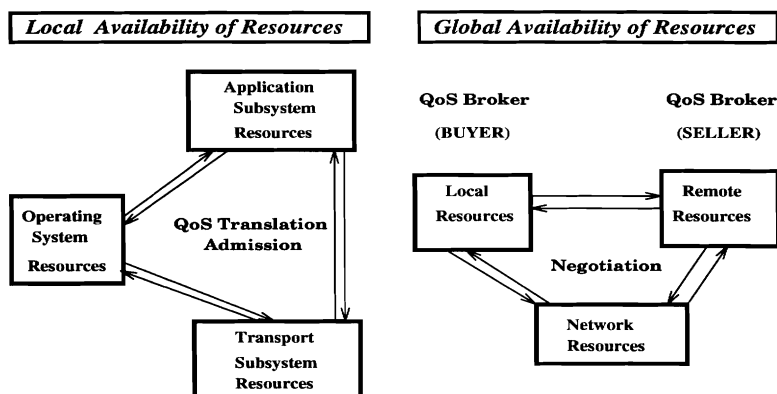 Local Availability of Resources
Application
Subsystem
Resources
Operating
System
Resources
QoS Translation
Admission
Transport
Subsystem
Resources
Global Availability of Resources
QoS Broker
(BUYER)
QoS Broker
(SELLER)
Local
Resources
Remote
Resources
Negotiation
Network
Resources